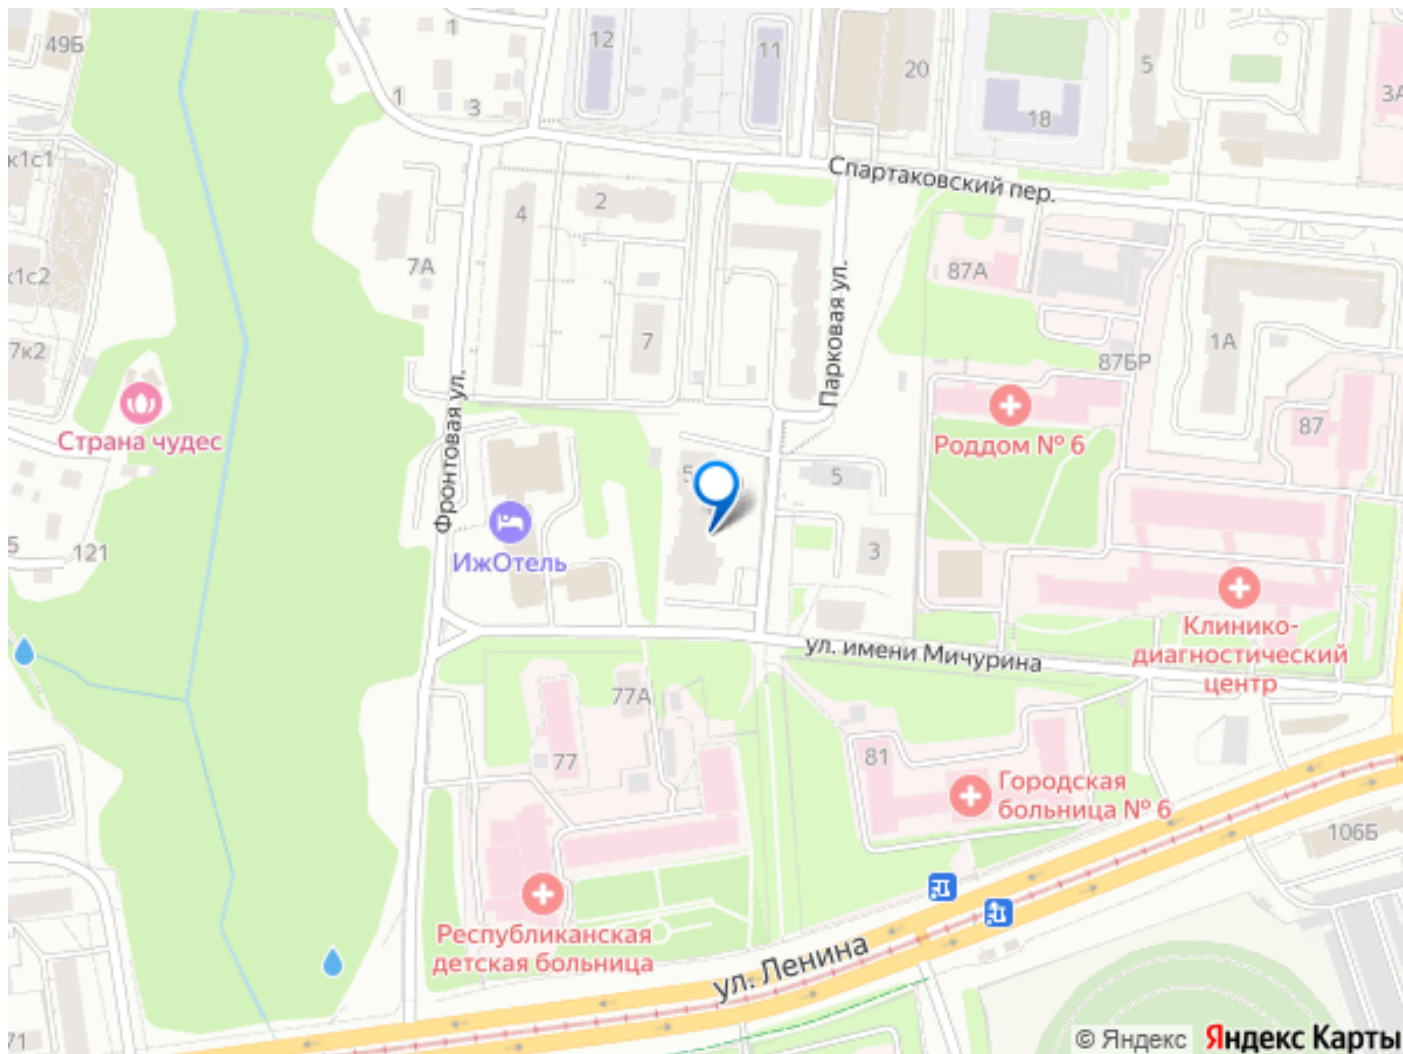 49Б
1
12
11
20
5
3А
1
3
18
к1с1
Спартаковский пер.
4
2
7А
87А
к1с2
Парковая ул.
7
1А
7к2
87БР
Фронтовая ул.
Страна чудес
Роддом № 6
87
5
5
ИжОтель
121
3
5
Клинико-
диагностический
центр
ул. имени Мичурина
77А
77
81
Городская
больница № 6
106Б
Республиканская
детская больница
ул. Ленина
71
© Яндекс Яндекс Карты